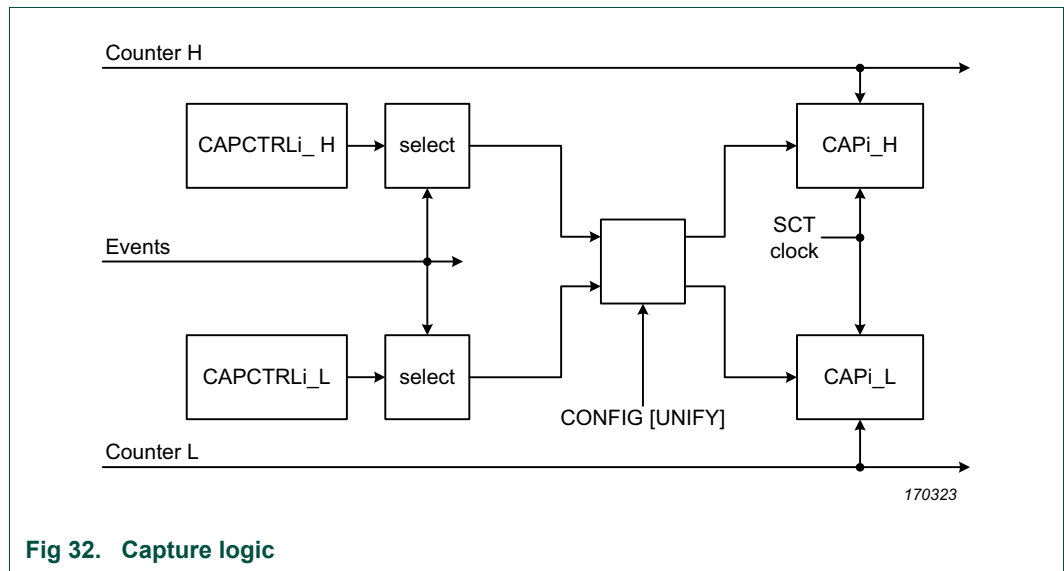 Counter H
CAPCTRLi_ H
select
CAPi_H
SCT
clock
Events
CAPCTRLi_L
select
CAPi_L
CONFIG [UNIFY]
Counter L
170323
Fig 32. Capture logic